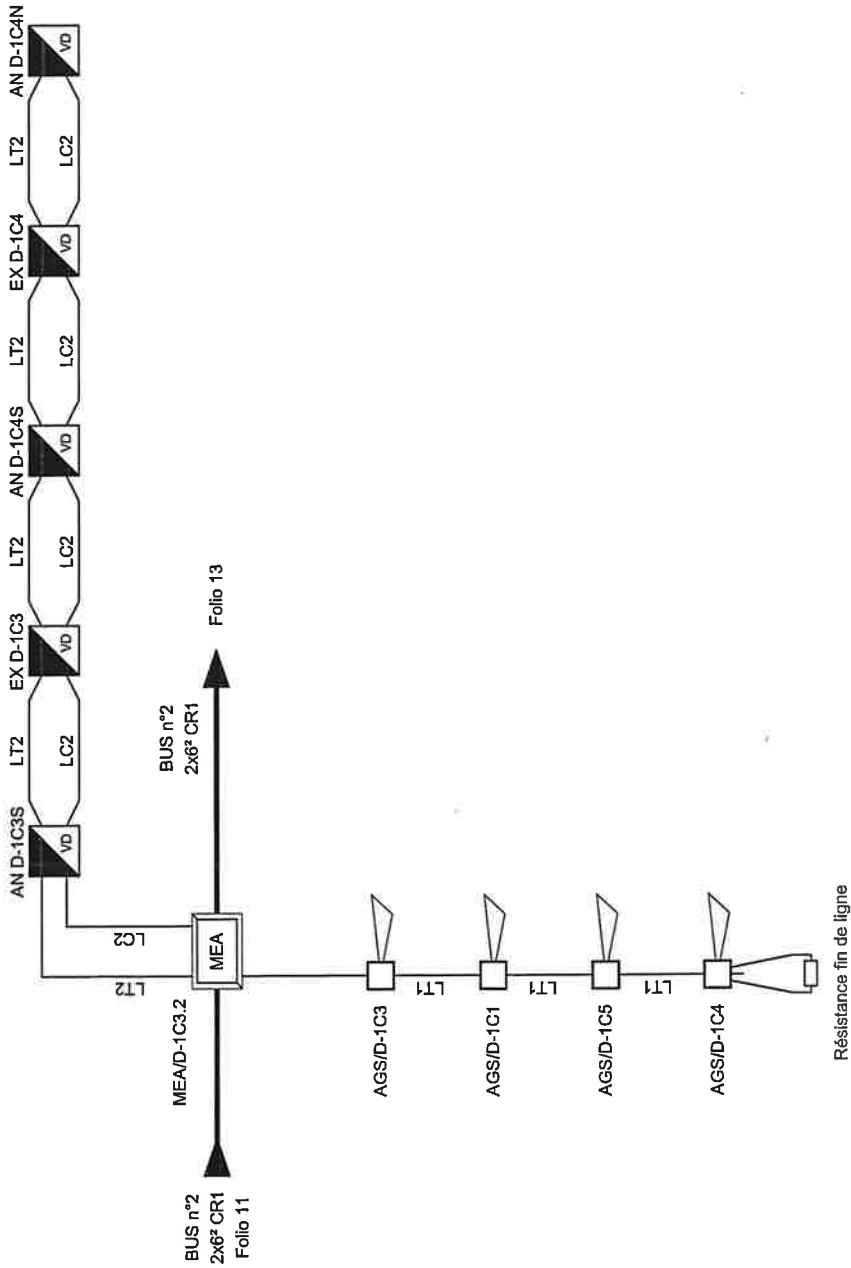 AN D-1C3S
LT2
EX D-1C3
LT2
AN D-1C4S
LT2
EX D-1C4
LT2
AN D-1C4N
VD
LC2
VD
LC2
VD
LC2
VD
LC2
VD
LT2
LC2
MEA/D-1C3.2
MEA
BUS n°2
2x6² CR1
Folio 11
BUS n°2
2x6² CR1
Folio 13
AGS/D-1C3
LT1
AGS/D-1C1
LT1
AGS/D-1C5
LT1
AGS/D-1C4
Résistance fin de ligne